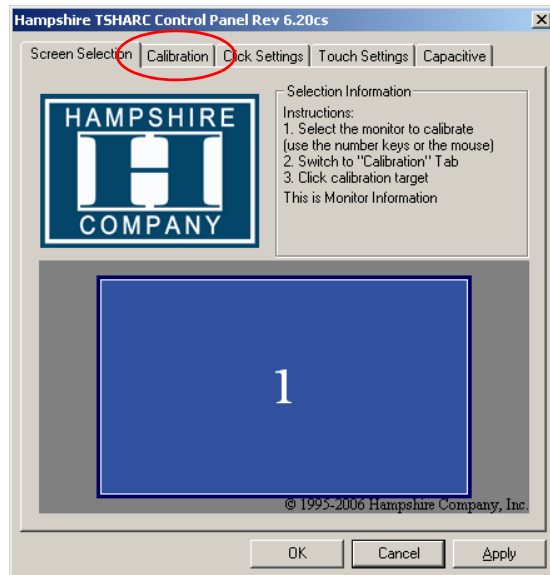 Hampshire TSHARC Control Panel Rev 6.20cs
Screen Selection Calibration Click Settings Touch Settings Capacitive
HAMPSHIRE
COMPANY
Selection Information
Instructions:
1. Select the monitor to calibrate
(use the number keys or the mouse)
2. Switch to "Calibration" Tab
3. Click calibration target
This is Monitor Information
1
© 1995-2006 Hampshire Company, Inc.
OK Cancel Apply